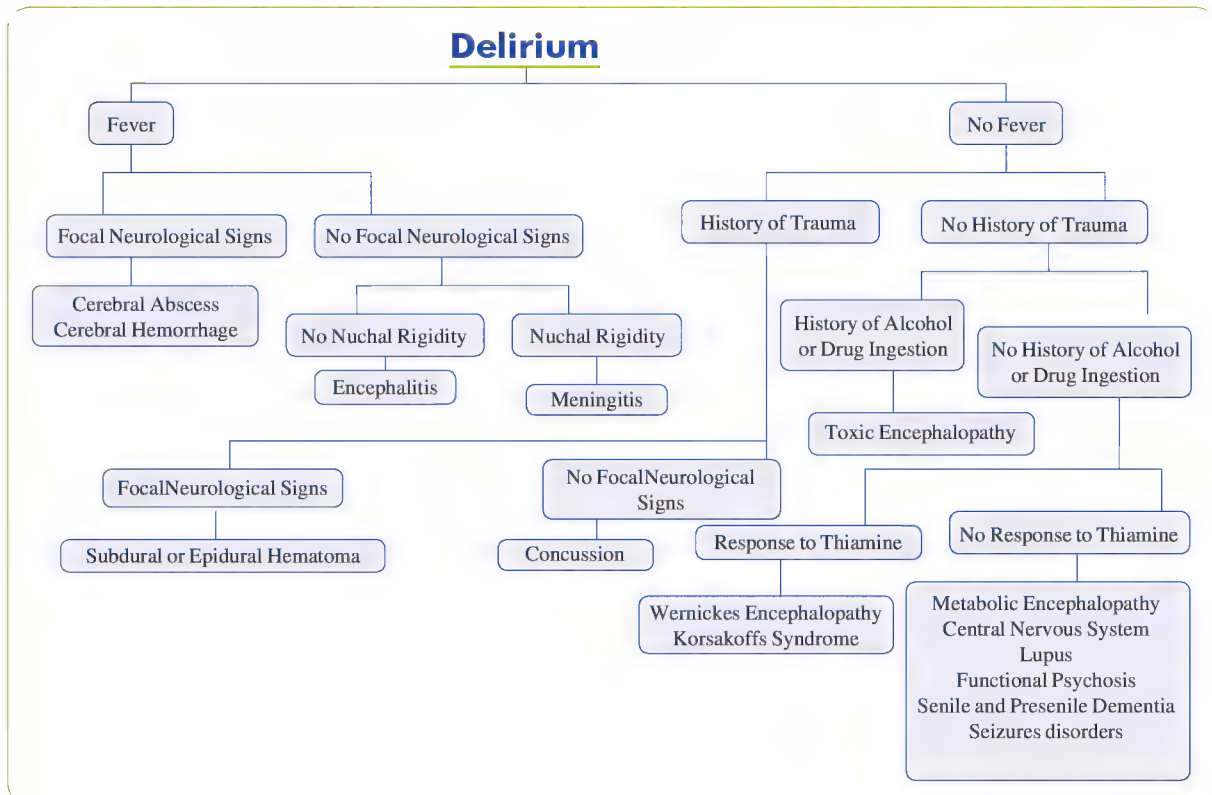 Delirium
Fever
No Fever
Focal Neurological Signs
No Focal Neurological Signs
History of Trauma
No History of Trauma
Cerebral Abscess
Cerebral Hemorrhage
No Nuchal Rigidity
Nuchal Rigidity
History of Alcohol
or Drug Ingestion
No History of Alcohol
or Drug Ingestion
Encephalitis
Meningitis
Toxic Encephalopathy
FocalNeurological Signs
No FocalNeurological
Signs
Subdural or Epidural Hematoma
Concussion
Response to Thiamine
No Response to Thiamine
Wernickes Encephalopathy
Korsakoffs Syndrome
Metabolic Encephalopathy
Central Nervous System
Lupus
Functional Psychosis
Senile and Presenile Dementia
Seizures disorders